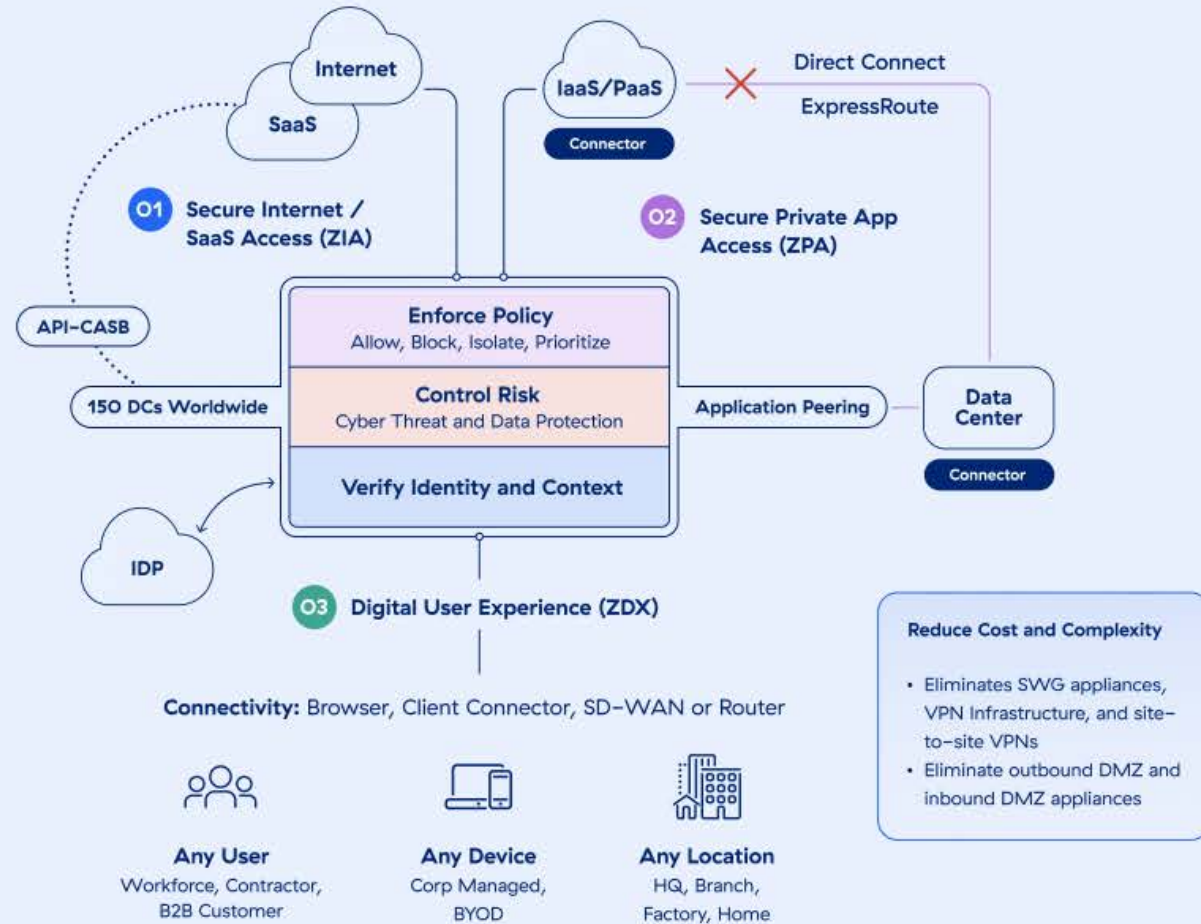 Internet
SaaS
IaaS/PaaS
Connector
Direct Connect
ExpressRoute
01 Secure Internet /
SaaS Access (ZIA)
02 Secure Private App
Access (ZPA)
API-CASB
150 DCs Worldwide
Enforce Policy
Allow, Block, Isolate, Prioritize
Control Risk
Cyber Threat and Data Protection
Verify Identity and Context
Application Peering
Data
Center
Connector
IDP
03 Digital User Experience (ZDX)
Connectivity: Browser, Client Connector, SD-WAN or Router
Any User
Workforce, Contractor,
B2B Customer
Any Device
Corp Managed,
BYOD
Any Location
HQ, Branch,
Factory, Home
Reduce Cost and Complexity
• Eliminates SWG appliances,
VPN Infrastructure, and site-
to-site VPNs
• Eliminate outbound DMZ and
inbound DMZ appliances